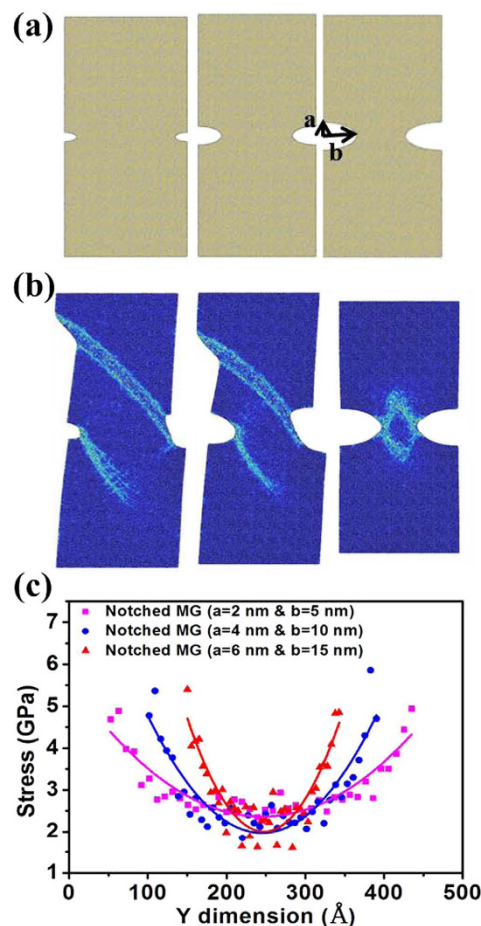 (a)
a
b
(b)
(c)
Notched MG (a=2 nm & b=5 nm)
Notched MG (a=4 nm & b=10 nm)
Notched MG (a=6 nm & b=15 nm)
7
6
5
4
3
2
1
Stress (GPa)
0 100 200 300 400 500
Y dimension (Å)